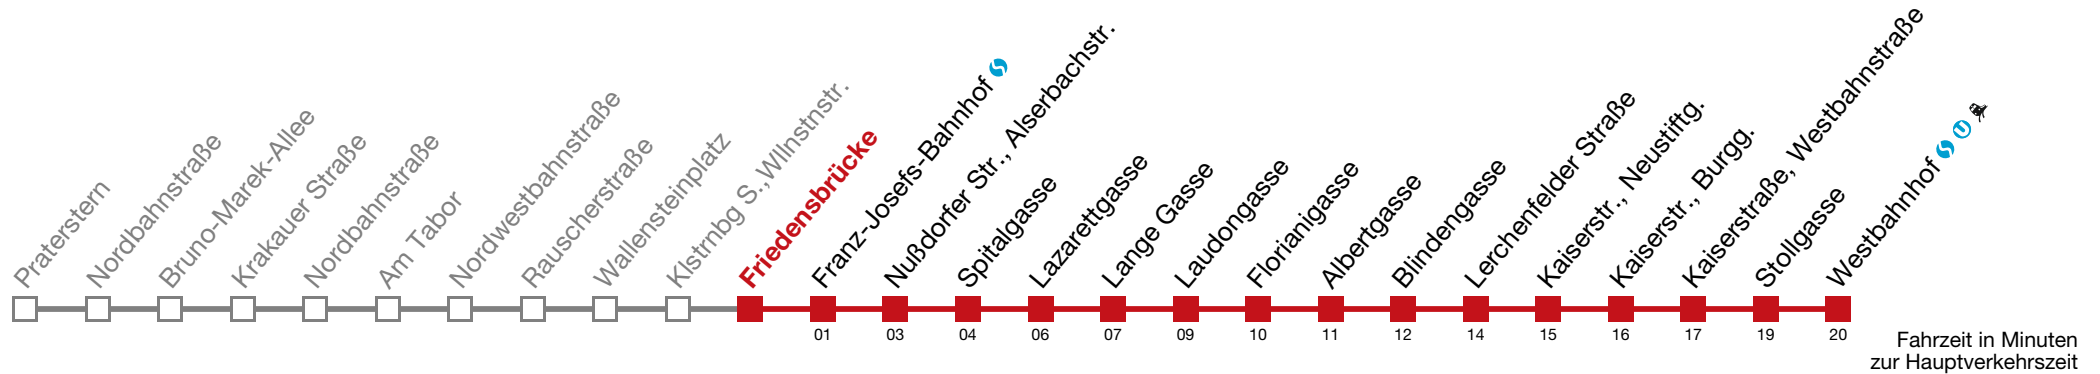 Praterstern
Nordbahnstraße
Bruno-Marek-Allee
Krakauer Straße
Nordbahnstraße
Am Tabor
Nordwestbahnstraße
Rauscherstraße
Wallensteinplatz
Klstrnbg S., Wllnstnstr.
Friedensbrücke
Franz-Josefs-Bahnhof
Nußdorfer Str., Alserbachstr.
Spitalgasse
Lazarettgasse
Lange Gasse
Laudongasse
Florianigasse
Albertgasse
Blindengasse
Lerchenfelder Straße
Kaiserstr., Neustiftg.
Kaiserstr., Burgg.
Kaiserstraße, Westbahnstraße
Stollgasse
Westbahnhof U
01 03 04 06 07 09 10 11 12 14 15 16 17 19 20
Fahrzeit in Minuten
zur Hauptverkehrszeit